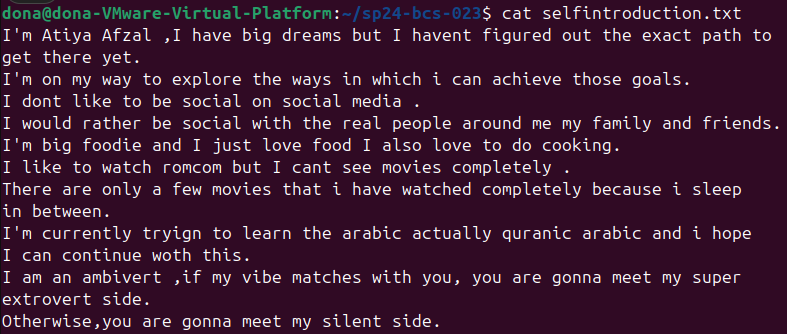 dona@dona-VMware-Virtual-Platform:~/sp24-bcs-023$ cat selfintroduction.txt
I'm Atiya Afzal ,I have big dreams but I havent figured out the exact path to
get there yet.
I'm on my way to explore the ways in which i can achieve those goals.
I dont like to be social on social media .
I would rather be social with the real people around me my family and friends.
I'm big foodie and I just love food I also love to do cooking.
I like to watch romcom but I cant see movies completely .
There are only a few movies that i have watched completely because i sleep
in between.
I'm currently tryign to learn the arabic actually quranic arabic and i hope
I can continue woth this.
I am an ambivert ,if my vibe matches with you, you are gonna meet my super
extrovert side.
Otherwise,you are gonna meet my silent side.